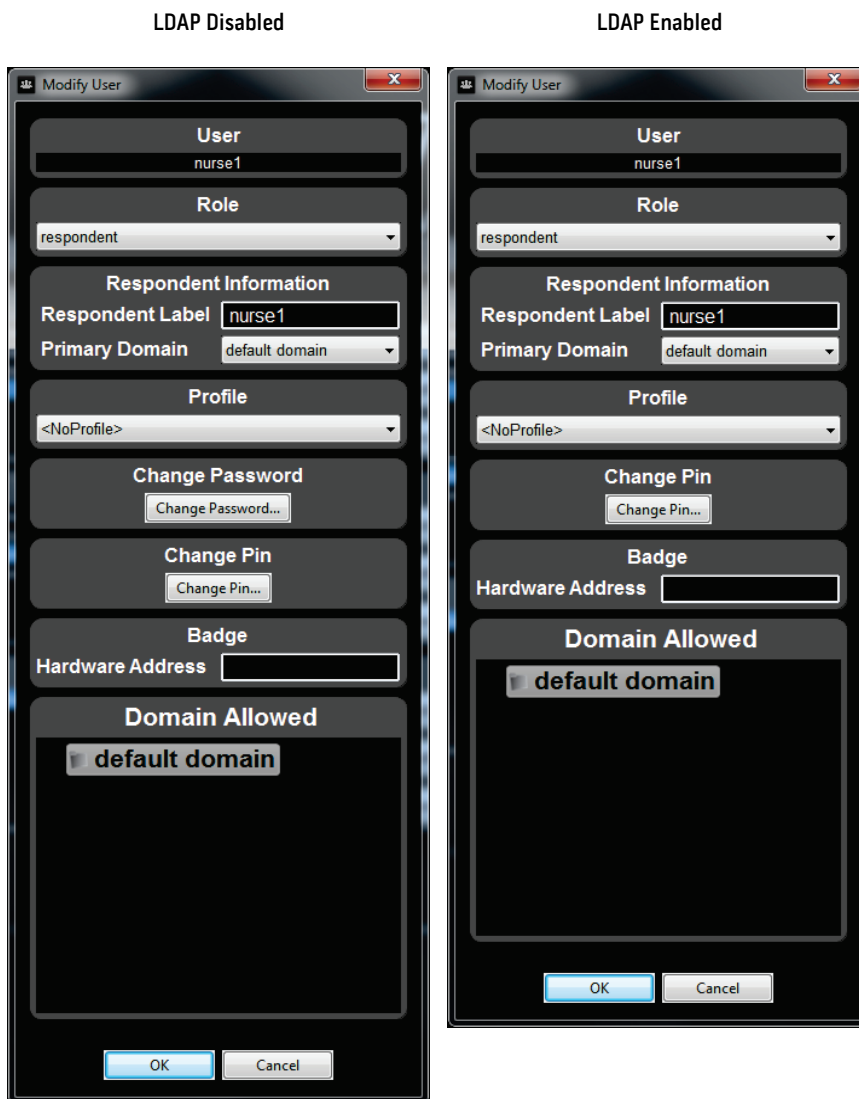 LDAP Disabled
Modify User
User
nurse1
Role
respondent
Respondent Information
Respondent Label nurse1
Primary Domain default domain
Profile
<NoProfile>
Change Password
Change Password...
Change Pin
Change Pin...
Badge
Hardware Address
Domain Allowed
default domain
OK Cancel
LDAP Enabled
Modify User
User
nurse1
Role
respondent
Respondent Information
Respondent Label nurse1
Primary Domain default domain
Profile
<NoProfile>
Change Pin
Change Pin...
Badge
Hardware Address
Domain Allowed
default domain
OK Cancel